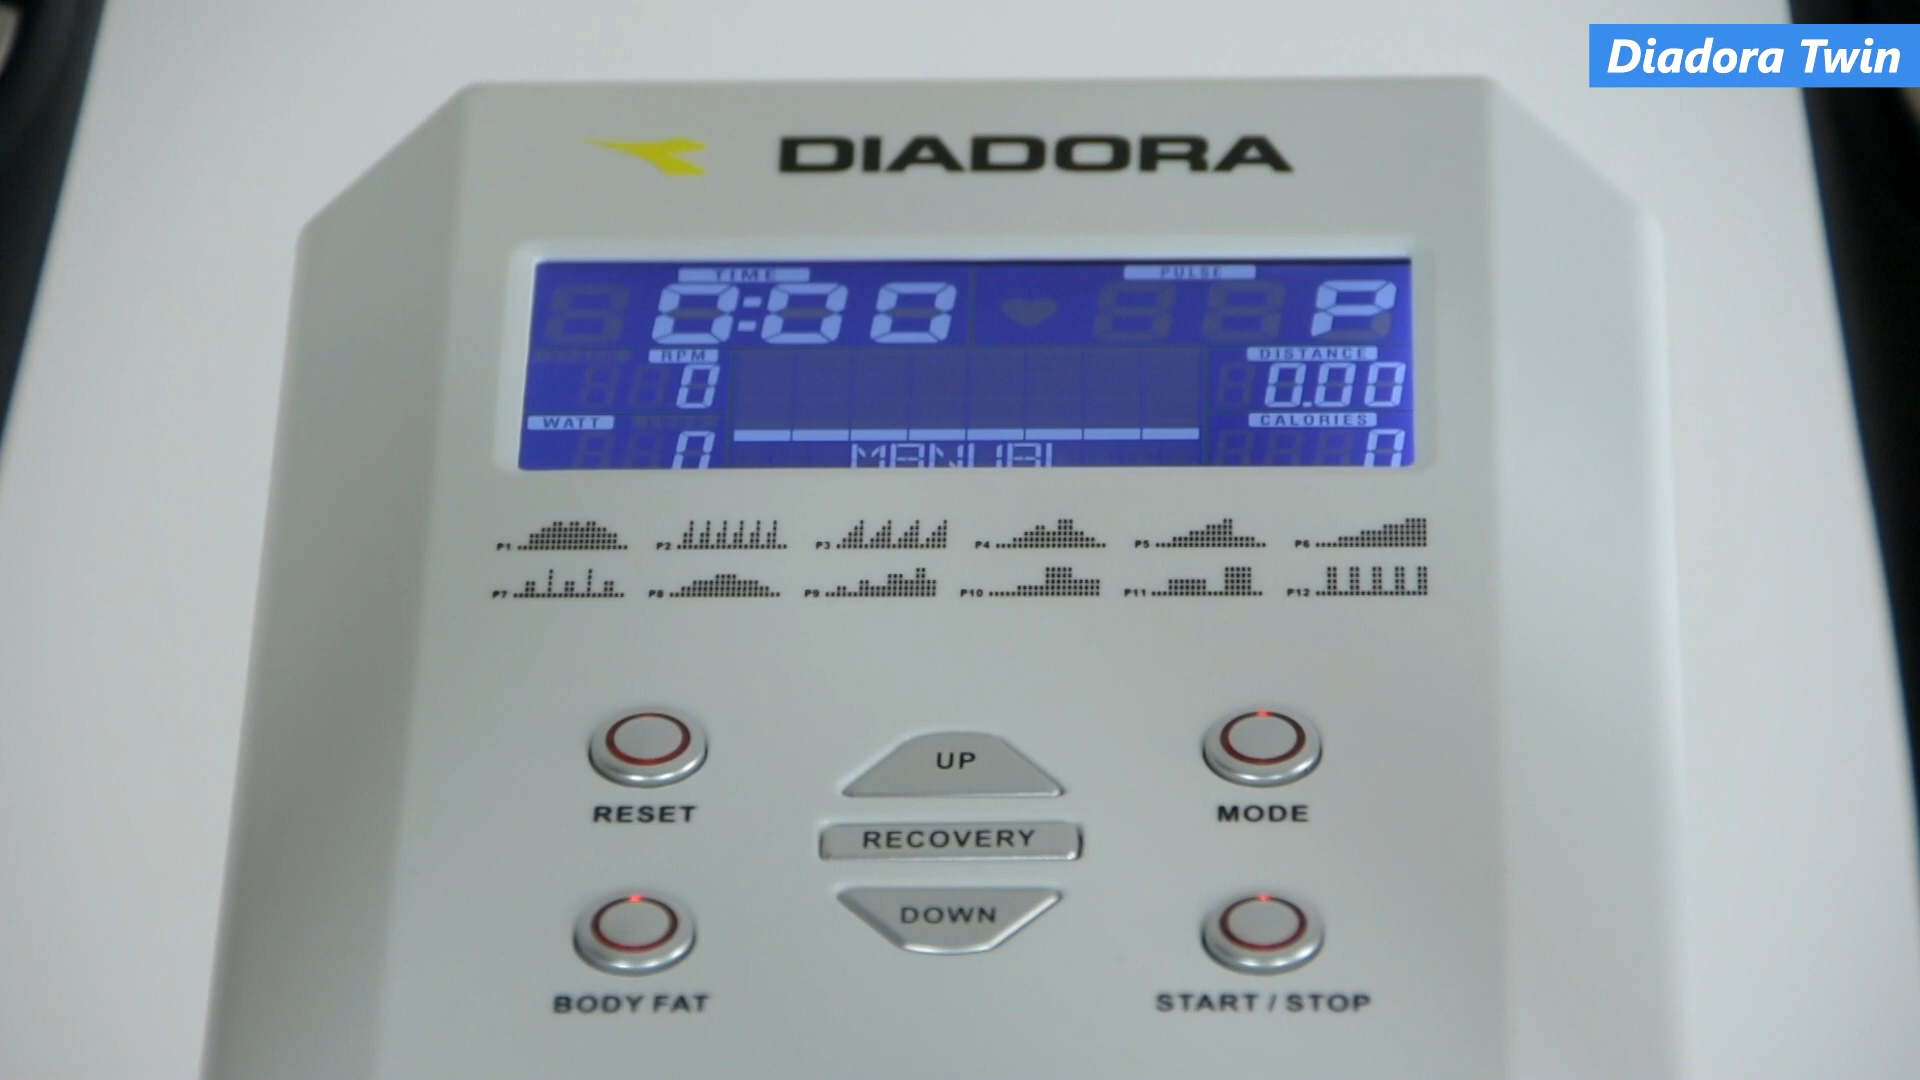 Diadora Twin
DIADORA
TIME PULSE
0:00 P
RPM DISTANCE
0 0.00
WATT CALORIES
0 MANUAL 0
P1 P2 P3 P4 P5 P6
P7 P8 P9 P10 P11 P12
UP
RESET MODE
RECOVERY
DOWN
BODY FAT START / STOP